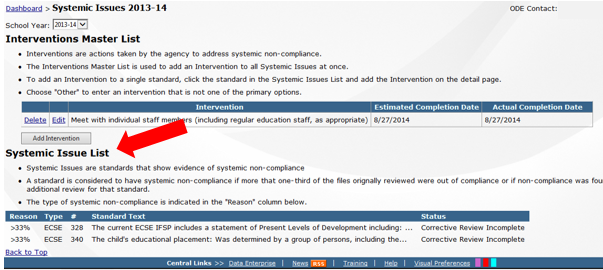 Dashboard > Systemic Issues 2013-14
ODE Contact:
School Year: 2013-14
Interventions Master List
• Interventions are actions taken by the agency to address systemic non-compliance.
• The Interventions Master List is used to add an Intervention to all Systemic Issues at once.
• To add an Intervention to a single standard, click the standard in the Systemic Issues List and add the Intervention on the detail page.
• Choose "Other" to enter an intervention that is not one of the primary options.
Intervention Estimated Completion Date Actual Completion Date
Delete Edit Meet with individual staff members (including regular education staff, as appropriate) 8/27/2014 8/27/2014
Add Intervention
Systemic Issue List
• Systemic Issues are standards that show evidence of systemic non-compliance
• A standard is considered to have systemic non-compliance if more that one-third of the files orignally reviewed were out of compliance or if non-compliance was fou
additional review for that standard.
• The type of systemic non-compliance is indicated in the "Reason" column below.
Reason Type # Standard Text Status
>33% ECSE 328 The current ECSE IFSP includes a statement of Present Levels of Development including: ... Corrective Review Incomplete
>33% ECSE 340 The child's educational placement: Was determined by a group of persons, including the... Corrective Review Incomplete
Back to Top
Central Links >> Data Enterprise | News RSS | Training | Help | Visual Preferences